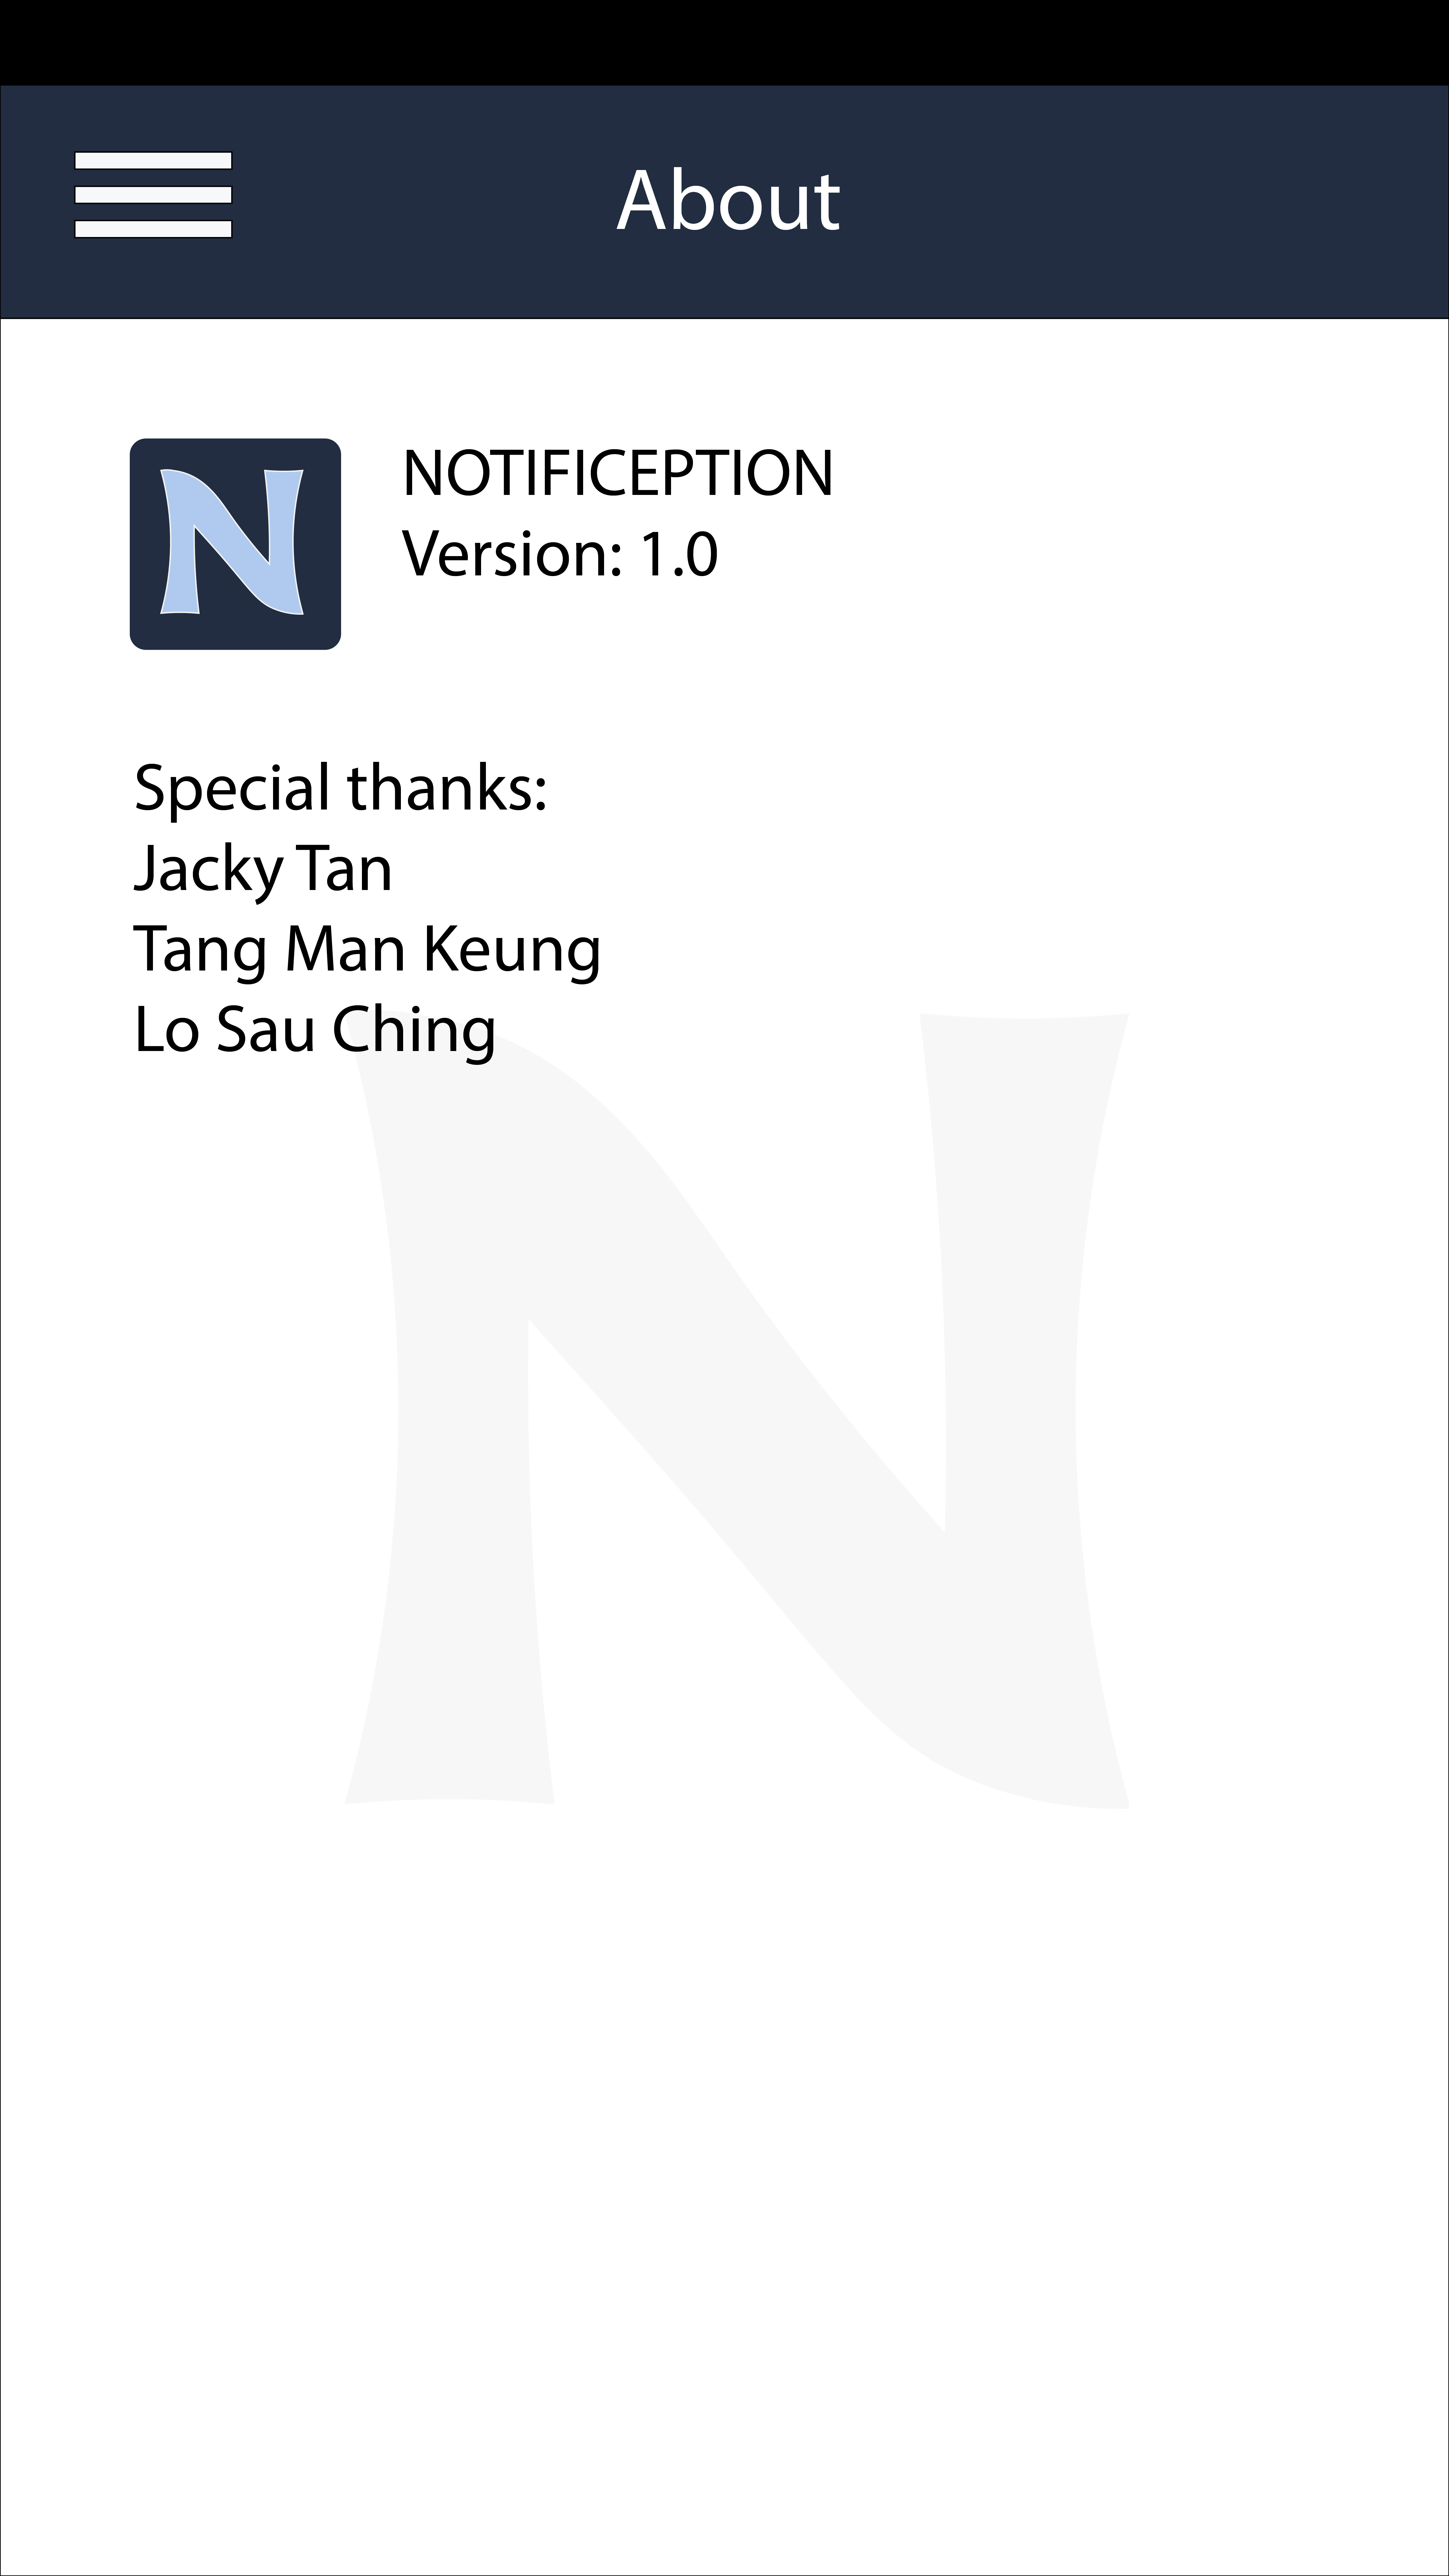 About
N
NOTIFICEPTION
Version: 1.0
Special thanks:
Jacky Tan
Tang Man Keung
Lo Sau Ching
N